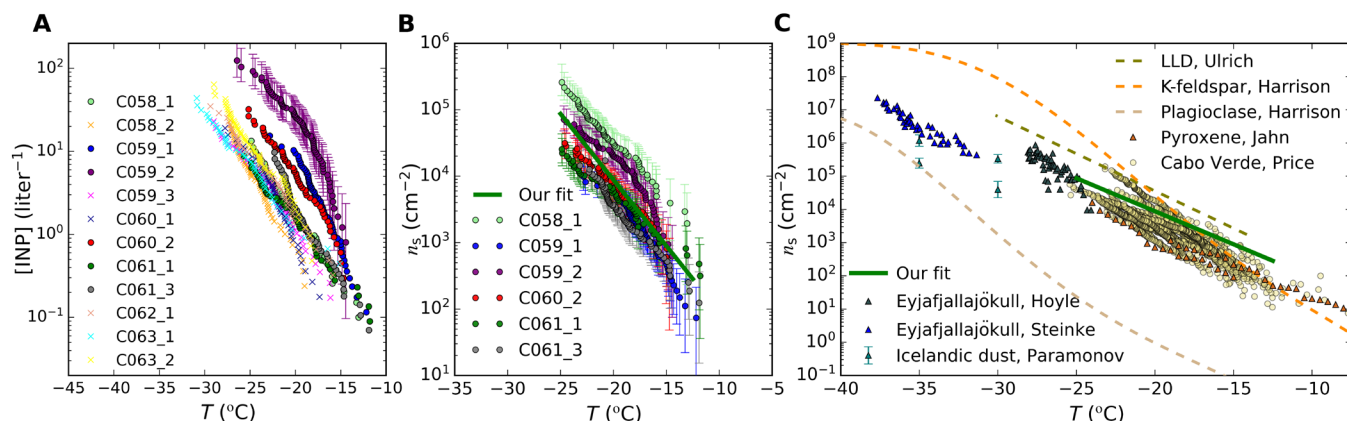 A
[INP] (liter⁻¹)
10²
10¹
10⁰
10⁻¹
C058_1
C058_2
C059_1
C059_2
C059_3
C060_1
C060_2
C061_1
C061_3
C062_1
C063_1
C063_2
−45 −40 −35 −30 −25 −20 −15 −10
T (°C)
B
nₛ (cm⁻²)
10⁶
10⁵
10⁴
10³
10²
10¹
Our fit
C058_1
C059_1
C059_2
C060_2
C061_1
C061_3
−35 −30 −25 −20 −15 −10 −5
T (°C)
C
nₛ (cm⁻²)
10⁹
10⁸
10⁷
10⁶
10⁵
10⁴
10³
10²
10¹
10⁰
10⁻¹
LLD, Ulrich
K-feldspar, Harrison
Plagioclase, Harrison
Pyroxene, Jahn
Cabo Verde, Price
Our fit
Eyjafjallajökull, Hoyle
Eyjafjallajökull, Steinke
Icelandic dust, Paramonov
−40 −35 −30 −25 −20 −15 −10
T (°C)